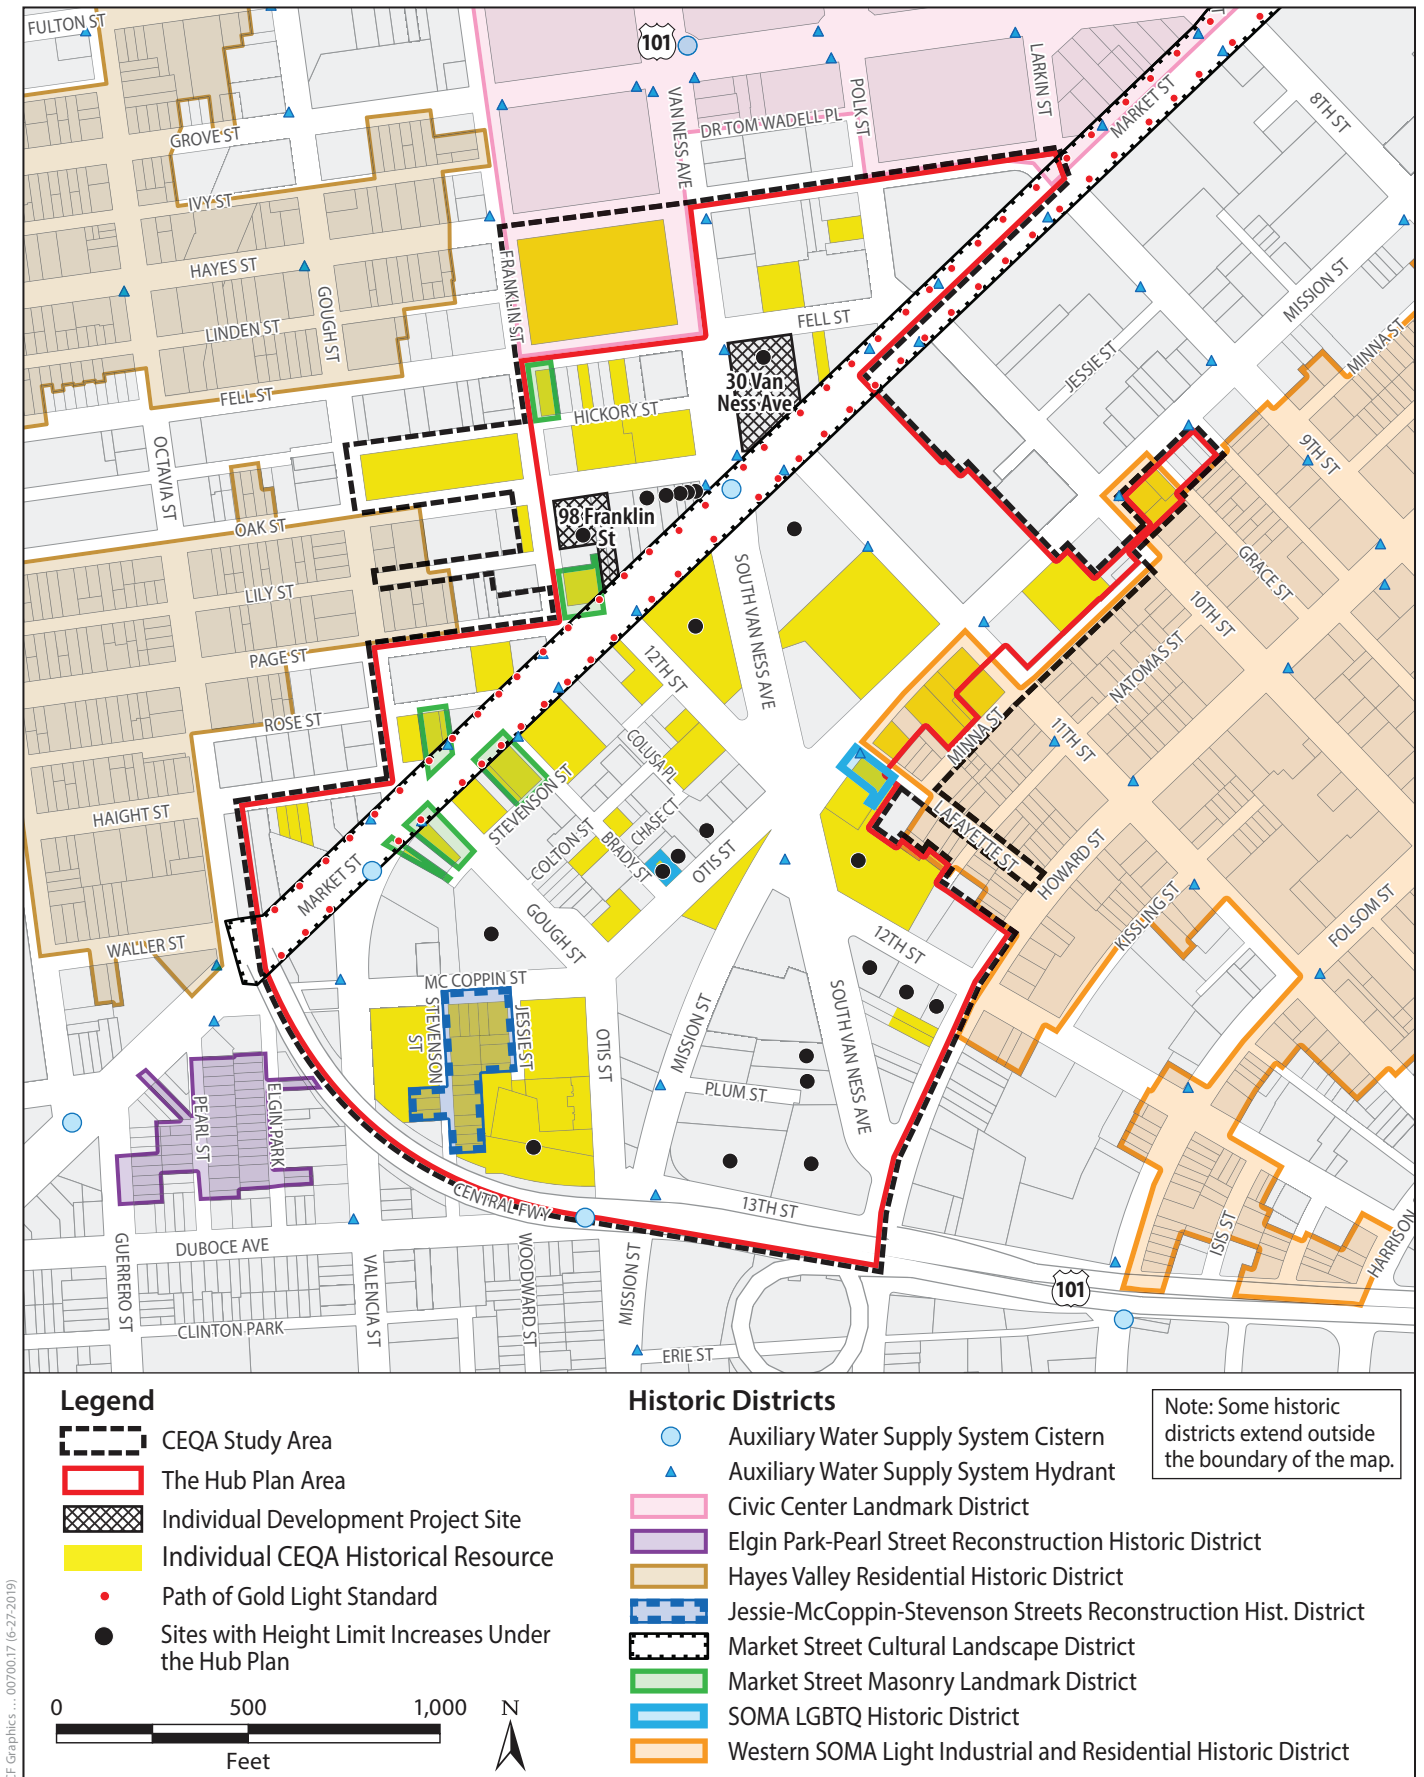 FULTON ST
101
VAN NESS AVE
LARKIN ST
POLK ST
DR TOM WADELL PL
MARKET ST
8TH ST
GROVE ST
IVY ST
HAYES ST
FRANKLIN ST
GOUGH ST
LINDEN ST
FELL ST
MISSION ST
MINNA ST
JESSIE ST
30 Van
Ness Ave
FELL ST
HICKORY ST
OCTAVIA ST
9TH ST
98 Franklin
St
OAK ST
GRACE ST
SOUTH VAN NESS AVE
LILY ST
10TH ST
PAGE ST
12TH ST
NATOMAS ST
ROSE ST
MINNA ST
11TH ST
COLUSA PL
STEVENSON ST
HAIGHT ST
CHASE CT
COLTON ST
BRADY ST
OTIS ST
LAFAYETTE ST
HOWARD ST
MARKET ST
KISSLING ST
FOLSOM ST
GOUGH ST
12TH ST
WALLER ST
MC COPPIN ST
STEVENSON
ST
JESSIE ST
OTIS ST
MISSION ST
SOUTH VAN NESS AVE
PLUM ST
PEARL ST
ELGIN PARK
CENTRAL FWY
13TH ST
ISIS ST
HARRISON
DUBOCE AVE
GUERRERO ST
VALENCIA ST
WOODWARD ST
MISSION ST
101
CLINTON PARK
ERIE ST
Legend
CEQA Study Area
The Hub Plan Area
Individual Development Project Site
Individual CEQA Historical Resource
Path of Gold Light Standard
Sites with Height Limit Increases Under
the Hub Plan
0 500 1,000
Feet
N
Historic Districts
Auxiliary Water Supply System Cistern
Auxiliary Water Supply System Hydrant
Civic Center Landmark District
Elgin Park-Pearl Street Reconstruction Historic District
Hayes Valley Residential Historic District
Jessie-McCoppin-Stevenson Streets Reconstruction Hist. District
Market Street Cultural Landscape District
Market Street Masonry Landmark District
SOMA LGBTQ Historic District
Western SOMA Light Industrial and Residential Historic District
Note: Some historic
districts extend outside
the boundary of the map.
Graphics ... 00700.17 (6-27-2019)